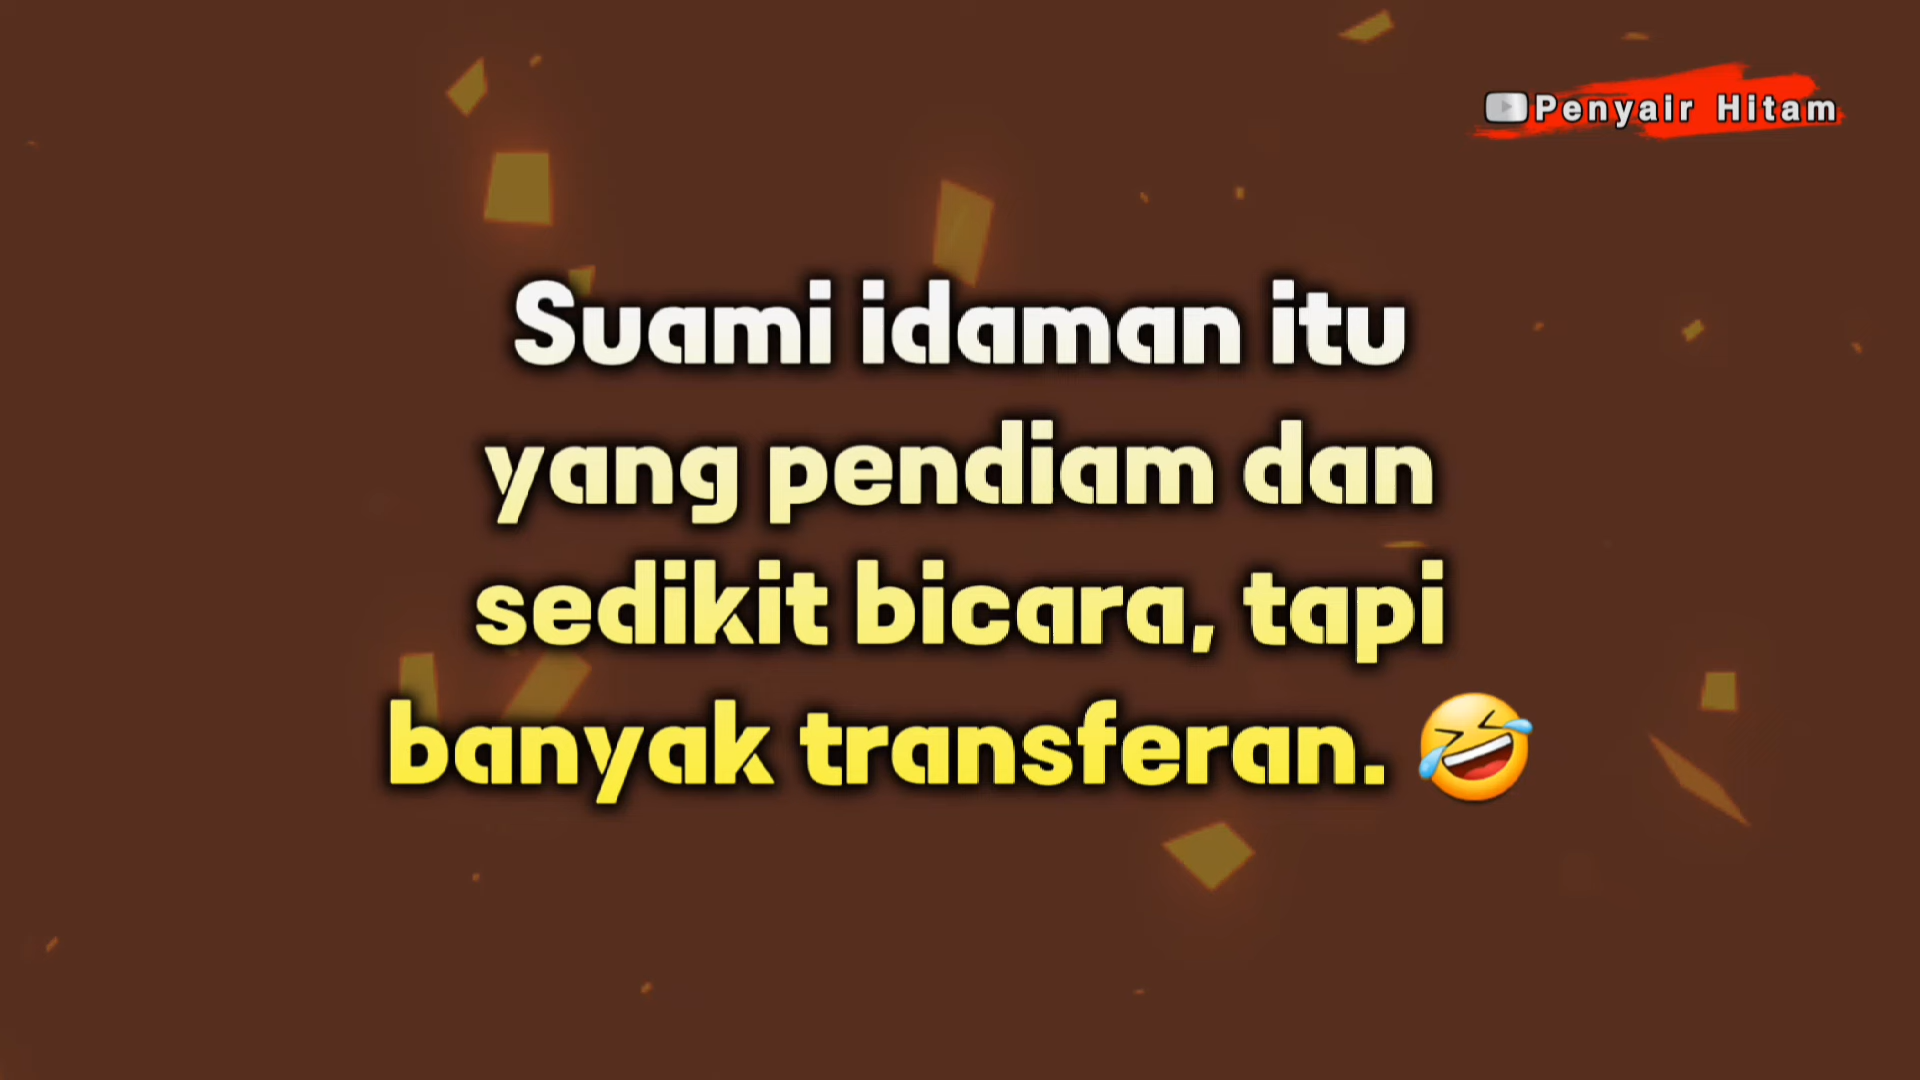 Penyair Hitam
Suami idaman itu
yang pendiam dan
sedikit bicara, tapi
banyak transferan. 🤣